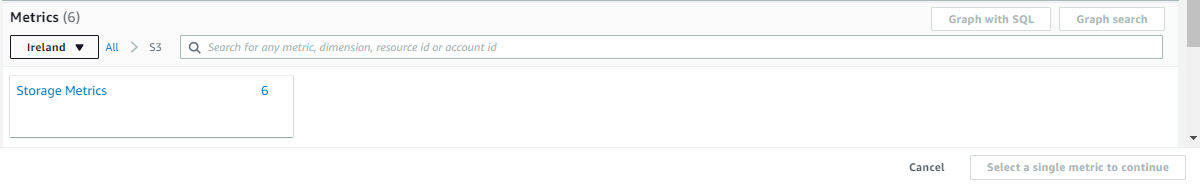 Metrics (6)
Graph with SQL
Graph search
Ireland
All
S3
Search for any metric, dimension, resource id or account id
Storage Metrics
6
Cancel
Select a single metric to continue